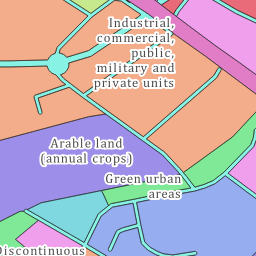 Industrial,
commercial,
public,
military and
private units
Arable land
(annual crops)
Green urban
areas
Discontinuous